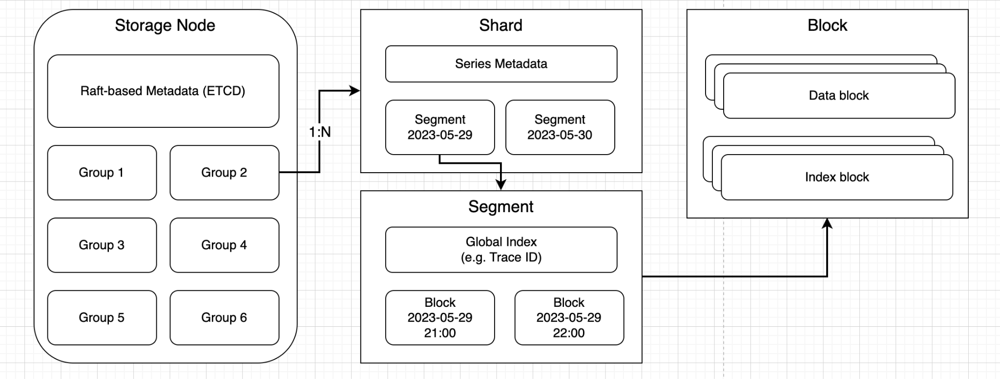 Storage Node
Raft-based Metadata (ETCD)
Group 1
Group 2
Group 3
Group 4
Group 5
Group 6
1:N
Shard
Series Metadata
Segment
2023-05-29
Segment
2023-05-30
Segment
Global Index
(e.g. Trace ID)
Block
2023-05-29
21:00
Block
2023-05-29
22:00
Block
Data block
Index block